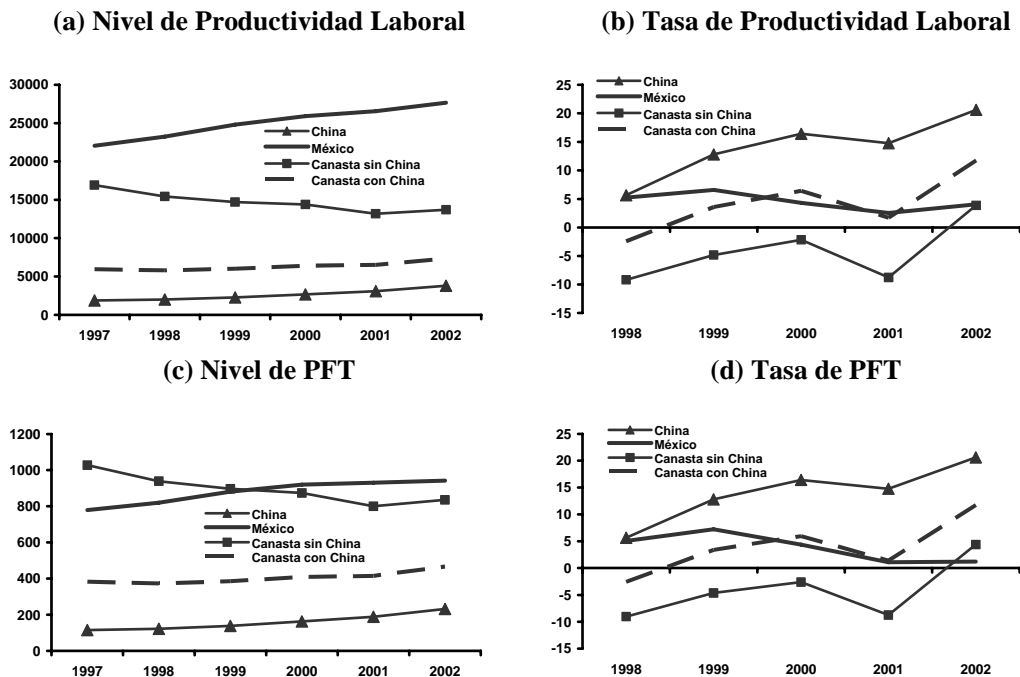 (a) Nivel de Productividad Laboral
30000
25000
20000
15000
10000
5000
0
China
México
Canasta sin China
Canasta con China
1997 1998 1999 2000 2001 2002
(b) Tasa de Productividad Laboral
25
20
15
10
5
0
-5
-10
-15
China
México
Canasta sin China
Canasta con China
1998 1999 2000 2001 2002
(c) Nivel de PFT
1200
1000
800
600
400
200
0
China
México
Canasta sin China
Canasta con China
1997 1998 1999 2000 2001 2002
(d) Tasa de PFT
25
20
15
10
5
0
-5
-10
-15
China
México
Canasta sin China
Canasta con China
1998 1999 2000 2001 2002